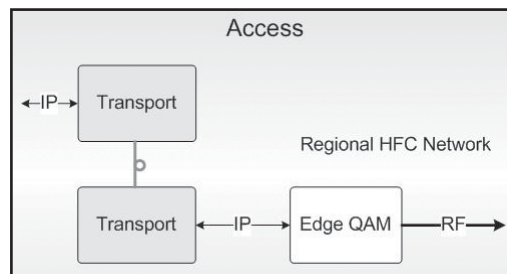 Access
IP
Transport
Regional HFC Network
Transport
IP
Edge QAM
RF